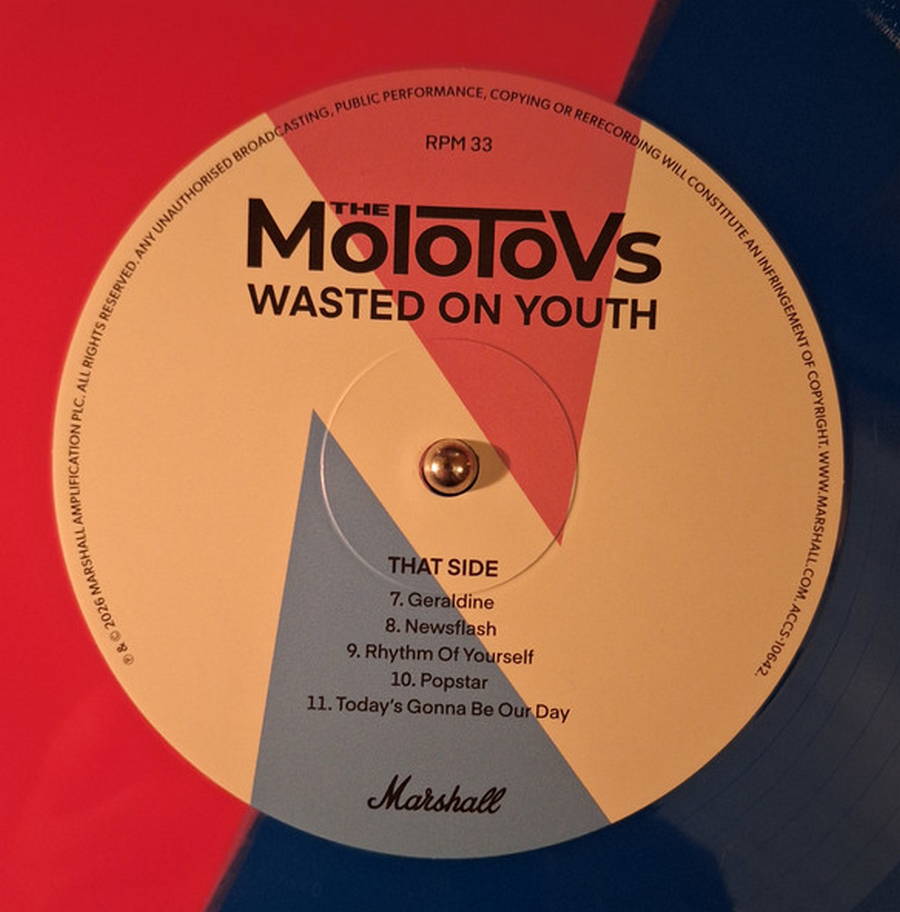 ℗ & © 2026 MARSHALL AMPLIFICATION PLC. ALL RIGHTS RESERVED. ANY UNAUTHORISED BROADCASTING, PUBLIC PERFORMANCE, COPYING OR RERECORDING WILL CONSTITUTE AN INFRINGEMENT OF COPYRIGHT. WWW.MARSHALL.COM. ACCS-10642.
RPM 33
THE
MoloToVs
WASTED ON YOUTH
THAT SIDE
7. Geraldine
8. Newsflash
9. Rhythm Of Yourself
10. Popstar
11. Today's Gonna Be Our Day
Marshall